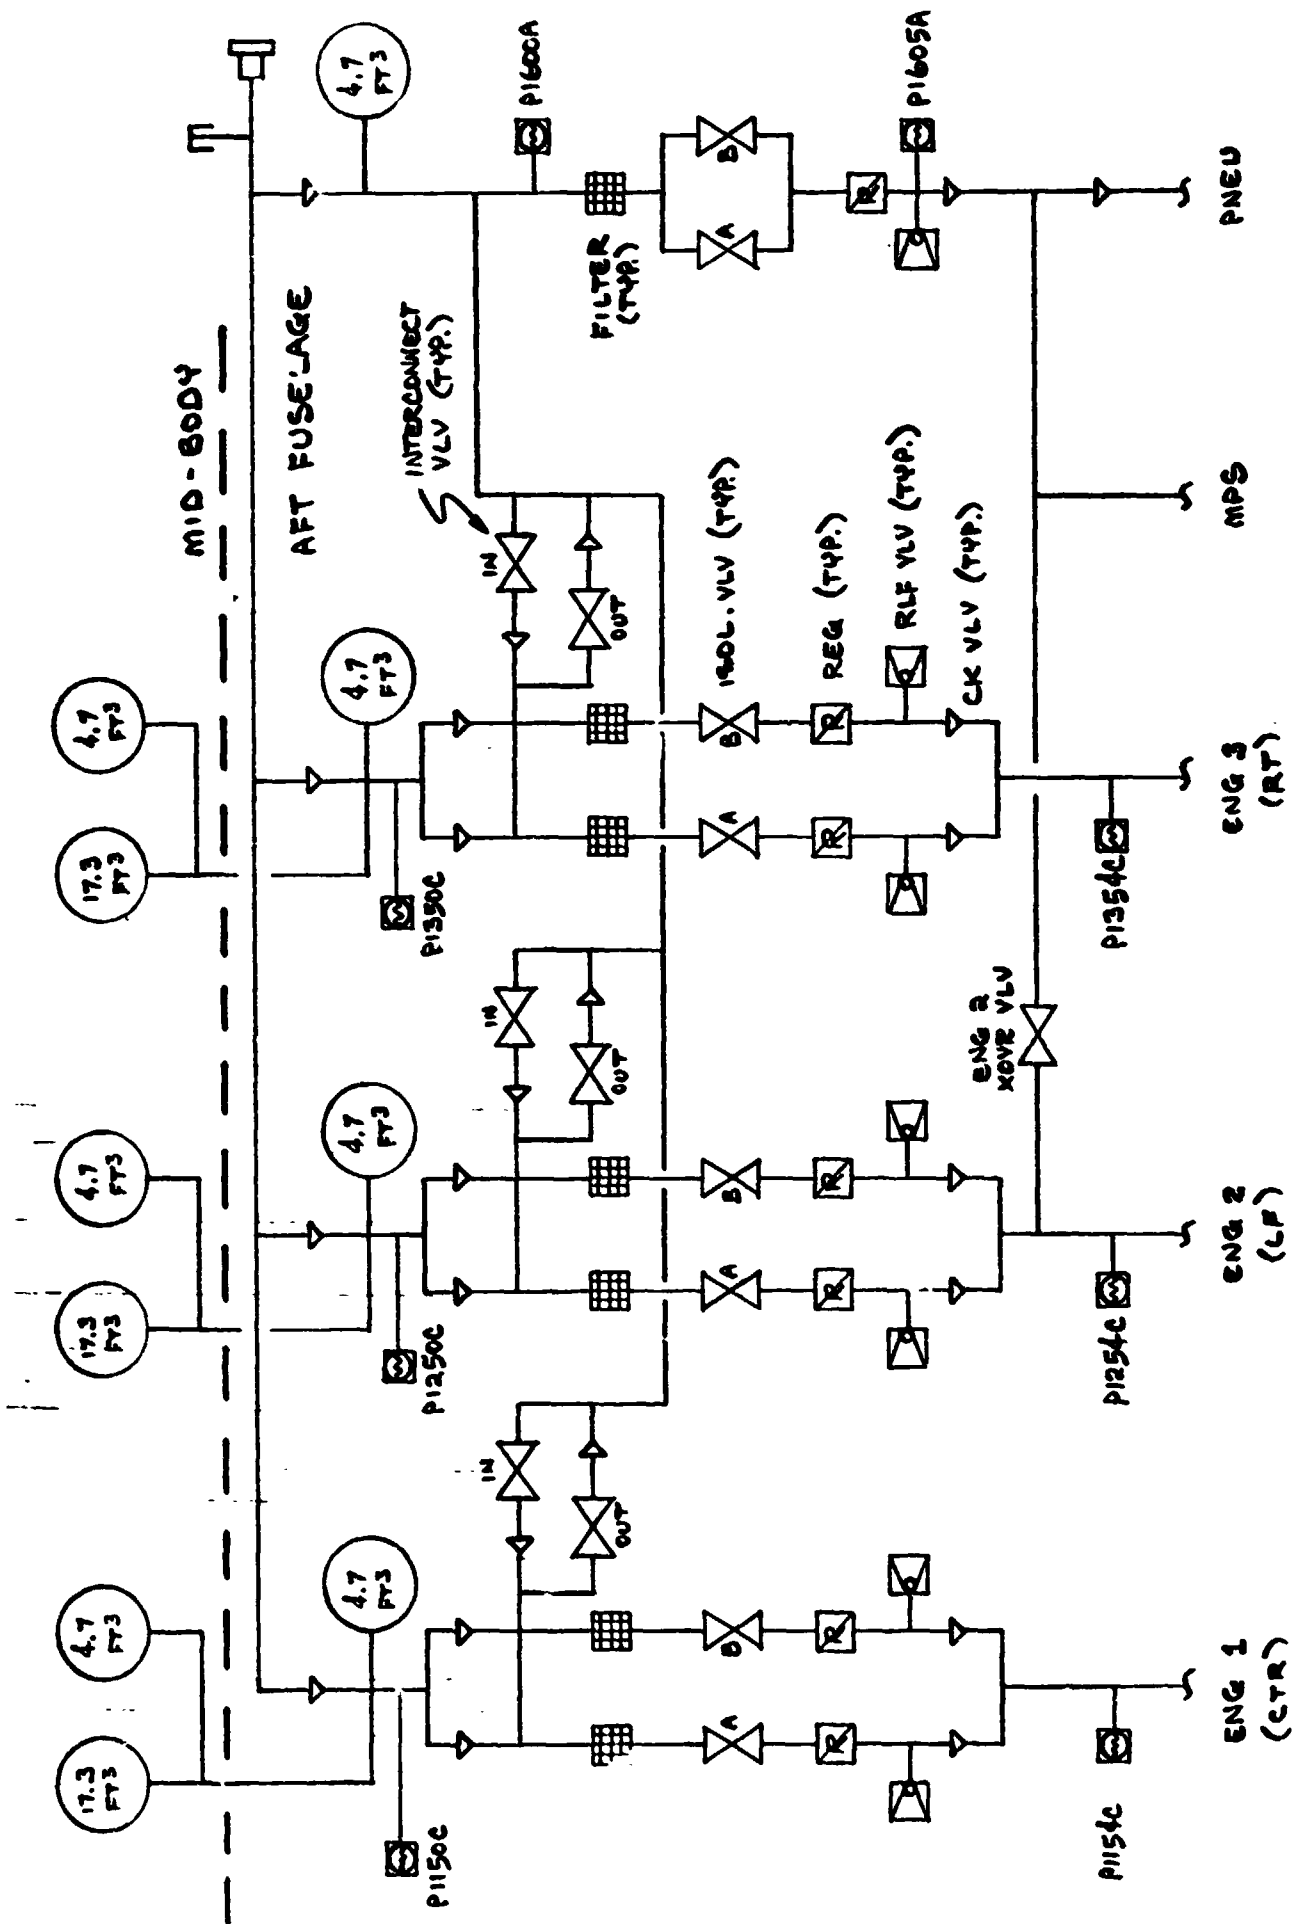 MID-BODY
AFT FUSELAGE
17.3
FT3
4.7
FT3
17.3
FT3
4.7
FT3
17.3
FT3
4.7
FT3
4.7
FT3
4.7
FT3
4.7
FT3
4.7
FT3
P1150C
P1250C
P1350C
P1600A
INTERCONNECT
VLV (TYP.)
IN
OUT
IN
OUT
IN
OUT
FILTER
(TYP.)
A
B
A
B
A
B
A
B
ISOL. VLV (TYP.)
R
R
R
R
R
R
R
REG (TYP.)
RLF VLV (TYP.)
P1605A
CK VLV (TYP.)
ENG 2
XOVR VLV
P1154C
P1254C
P1354C
ENG 1
(CTR)
ENG 2
(LF)
ENG 3
(RT)
MPS
PNEU